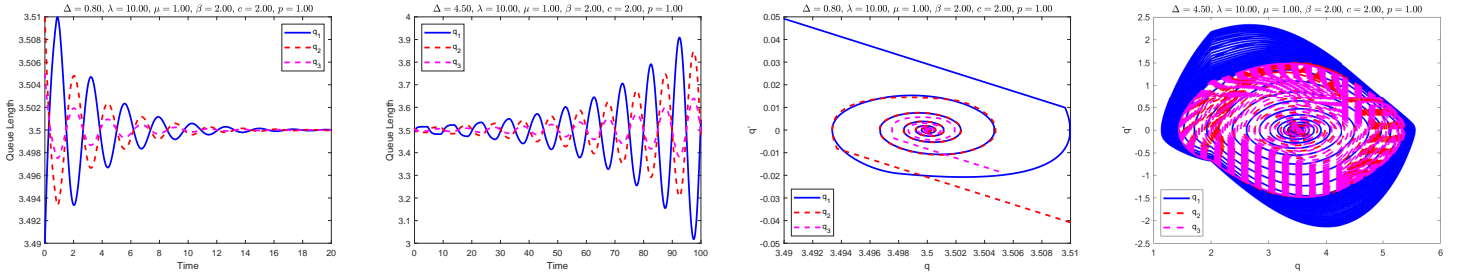 Δ = 0.80, λ = 10.00, μ = 1.00, β = 2.00, c = 2.00, p = 1.00
3.51
3.508
3.506
3.504
3.502
3.5
3.498
3.496
3.494
3.492
3.49
Queue Length
0 2 4 6 8 10 12 14 16 18 20
Time
q1
q2
q3
Δ = 4.50, λ = 10.00, μ = 1.00, β = 2.00, c = 2.00, p = 1.00
4
3.9
3.8
3.7
3.6
3.5
3.4
3.3
3.2
3.1
3
Queue Length
0 10 20 30 40 50 60 70 80 90 100
Time
q1
q2
q3
Δ = 0.80, λ = 10.00, μ = 1.00, β = 2.00, c = 2.00, p = 1.00
0.05
0.04
0.03
0.02
0.01
0
-0.01
-0.02
-0.03
-0.04
-0.05
q'
3.49 3.492 3.494 3.496 3.498 3.5 3.502 3.504 3.506 3.508 3.51
q
q1
q2
q3
Δ = 4.50, λ = 10.00, μ = 1.00, β = 2.00, c = 2.00, p = 1.00
2.5
2
1.5
1
0.5
0
-0.5
-1
-1.5
-2
-2.5
q'
1 2 3 4 5 6
q
q1
q2
q3